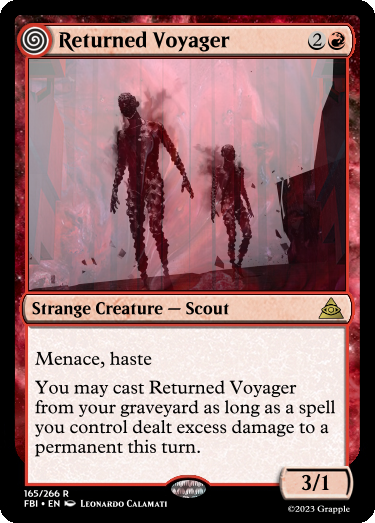 Returned Voyager 2
Strange Creature — Scout
Menace, haste
You may cast Returned Voyager
from your graveyard as long as a spell
you control dealt excess damage to a
permanent this turn.
3/1
165/266 R
FBI • EN Leonardo Calamati
©2023 Grapple